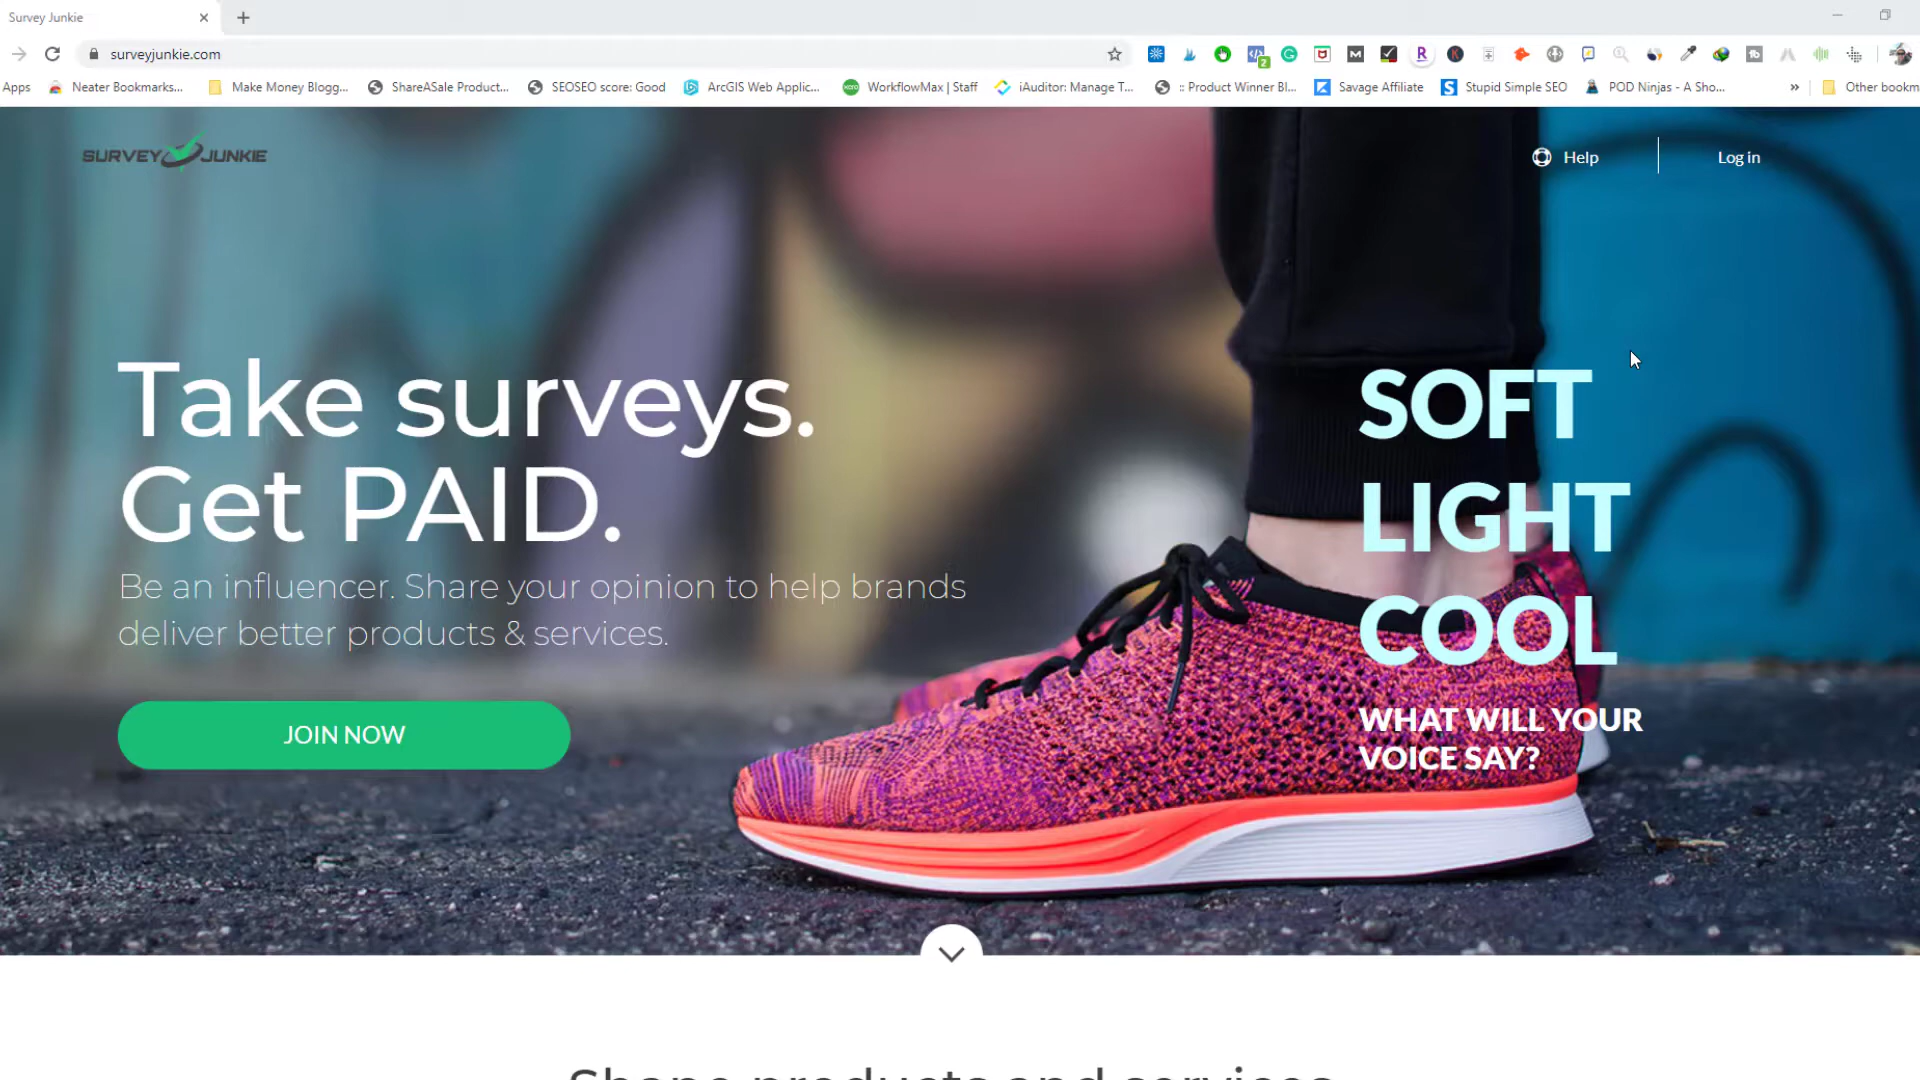 Survey Junkie
surveyjunkie.com
2
Apps
Neater Bookmarks...
Make Money Blogg...
ShareASale Product...
SEOSEO score: Good
ArcGIS Web Applic...
WorkflowMax | Staff
iAuditor: Manage T...
:: Product Winner Bl...
Savage Affiliate
Stupid Simple SEO
POD Ninjas - A Sho...
»
Other bookm
SURVEY JUNKIE
Help
Log in
Take surveys.
Get PAID.
Be an influencer. Share your opinion to help brands
deliver better products & services.
JOIN NOW
SOFT
LIGHT
COOL
WHAT WILL YOUR
VOICE SAY?
Shape products and services